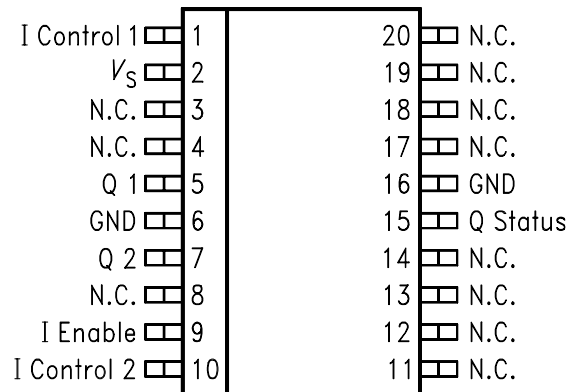 I Control 1 1 20 N.C.
VS 2 19 N.C.
N.C. 3 18 N.C.
N.C. 4 17 N.C.
Q 1 5 16 GND
GND 6 15 Q Status
Q 2 7 14 N.C.
N.C. 8 13 N.C.
I Enable 9 12 N.C.
I Control 2 10 11 N.C.